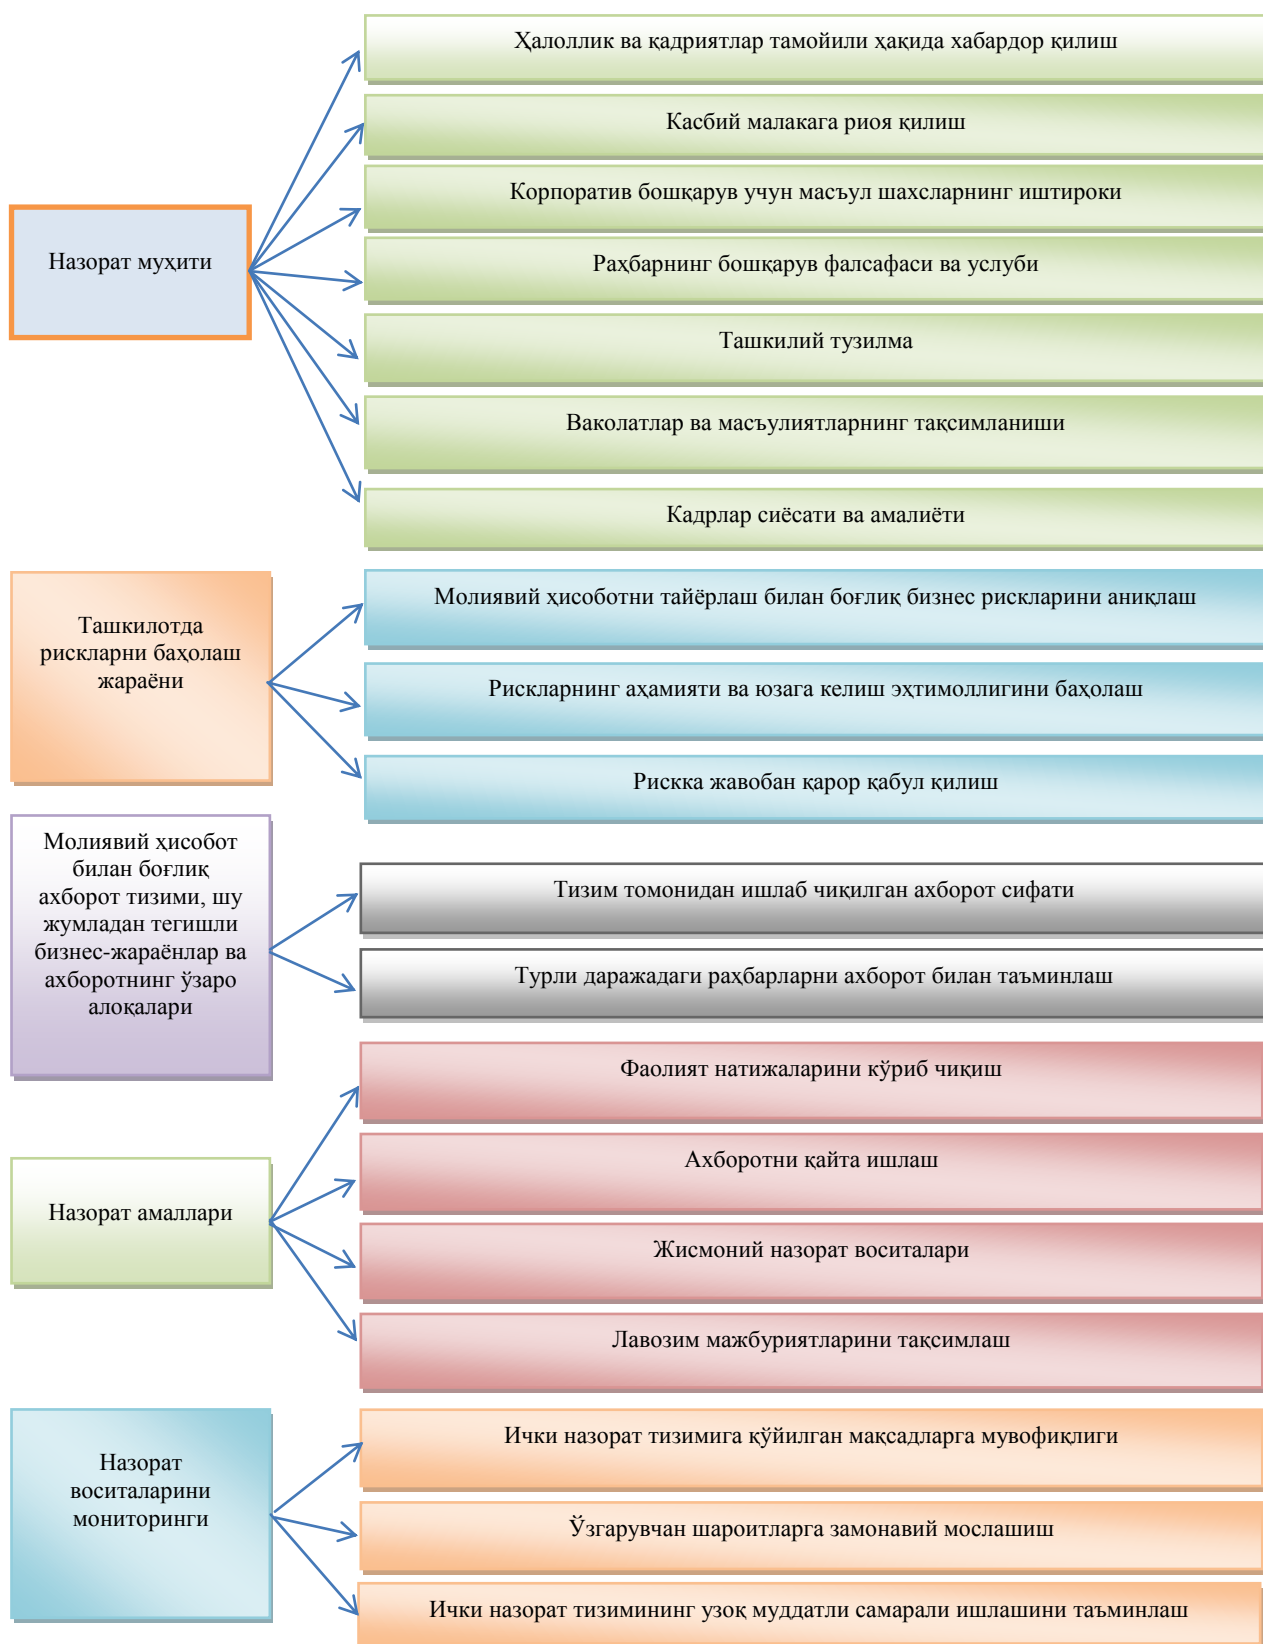 Назорат муҳити
Ҳалоллик ва қадриятлар тамойили ҳақида хабардор қилиш
Касбий малакага риоя қилиш
Корпоратив бошқарув учун масъул шахсларнинг иштироки
Раҳбарнинг бошқарув фалсафаси ва услуби
Ташкилий тузилма
Ваколатлар ва масъулиятларнинг тақсимланиши
Кадрлар сиёсати ва амалиёти
Ташкилотда
рискларни баҳолаш
жараёни
Молиявий ҳисоботни тайёрлаш билан боғлиқ бизнес рискларини аниқлаш
Рискларнинг аҳамияти ва юзага келиш эҳтимоллигини баҳолаш
Рискка жавобан қарор қабул қилиш
Молиявий ҳисобот
билан боғлиқ
ахборот тизими, шу
жумладан тегишли
бизнес-жараёнлар ва
ахборотнинг ўзаро
алоқалари
Тизим томонидан ишлаб чиқилган ахборот сифати
Турли даражадаги раҳбарларни ахборот билан таъминлаш
Назорат амаллари
Фаолият натижаларини кўриб чиқиш
Ахборотни қайта ишлаш
Жисмоний назорат воситалари
Лавозим мажбуриятларини тақсимлаш
Назорат
воситаларини
мониторинги
Ички назорат тизимига қўйилган мақсадларга мувофиқлиги
Ўзгарувчан шароитларга замонавий мослашиш
Ички назорат тизимининг узоқ муддатли самарали ишлашини таъминлаш